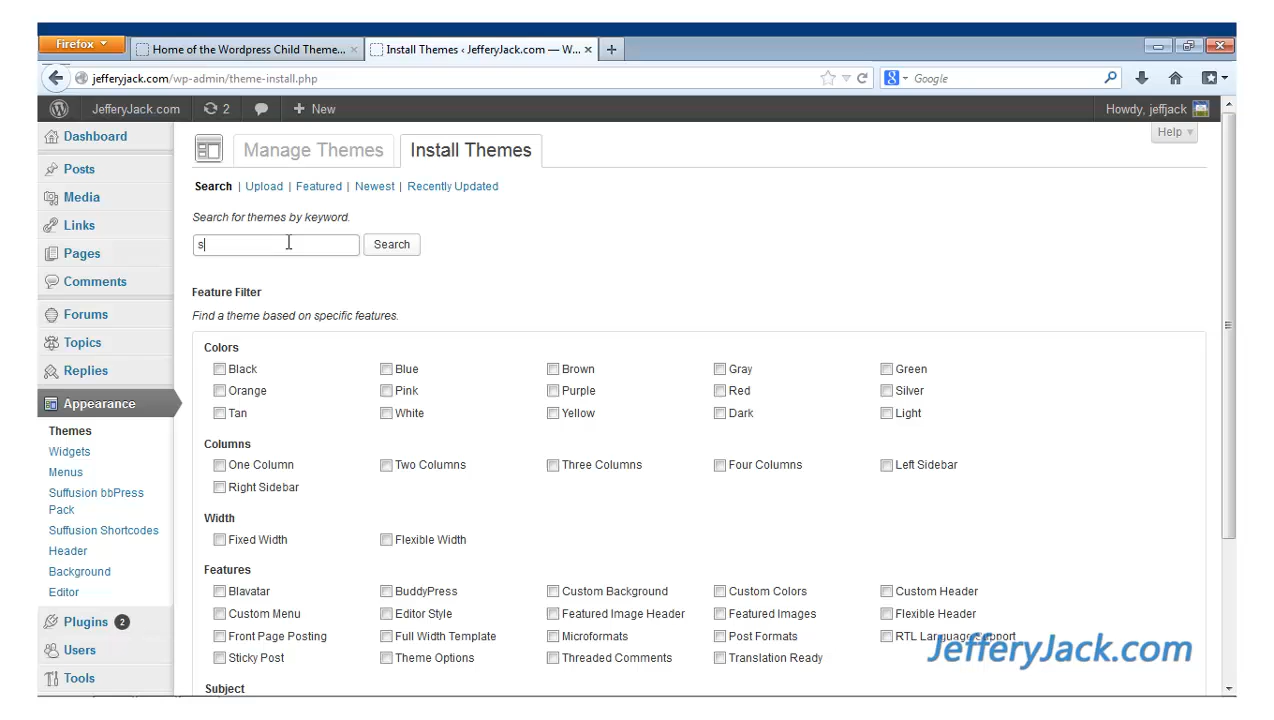 Firefox
Home of the Wordpress Child Theme...
Install Themes ‹ JefferyJack.com — W...
jefferyjack.com/wp-admin/theme-install.php
Google
JefferyJack.com
2
New
Howdy, jeffjack
Help
Dashboard
Posts
Media
Links
Pages
Comments
Forums
Topics
Replies
Appearance
Themes
Widgets
Menus
Suffusion bbPress
Pack
Suffusion Shortcodes
Header
Background
Editor
Plugins 2
Users
Tools
Manage Themes
Install Themes
Search | Upload | Featured | Newest | Recently Updated
Search for themes by keyword.
s
Search
Feature Filter
Find a theme based on specific features.
Colors
Black Blue Brown Gray Green
Orange Pink Purple Red Silver
Tan White Yellow Dark Light
Columns
One Column Two Columns Three Columns Four Columns Left Sidebar
Right Sidebar
Width
Fixed Width Flexible Width
Features
Blavatar BuddyPress Custom Background Custom Colors Custom Header
Custom Menu Editor Style Featured Image Header Featured Images Flexible Header
Front Page Posting Full Width Template Microformats Post Formats RTL Language Support
Sticky Post Theme Options Threaded Comments Translation Ready
Subject
JefferyJack.com